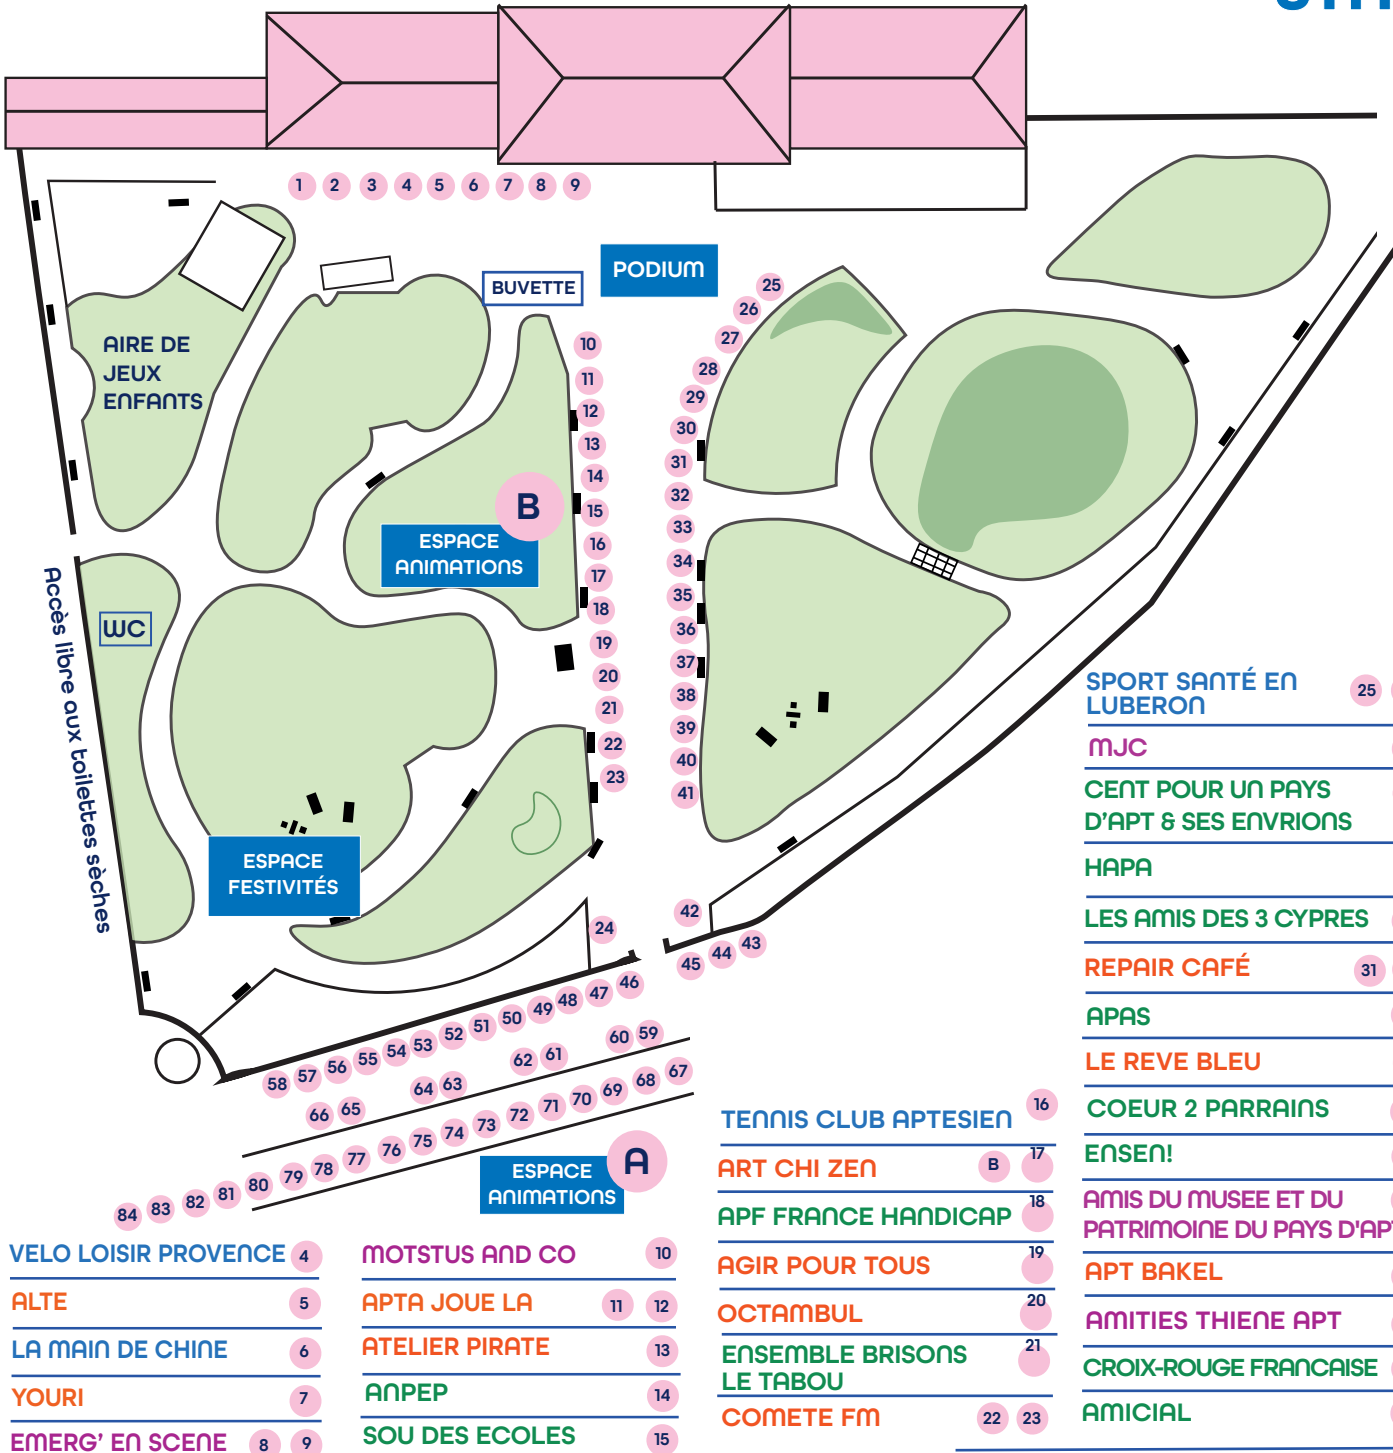 1 2 3 4 5 6 7 8 9
PODIUM
BUVETTE
AIRE DE
JEUX
ENFANTS
10
11
12
13
14
15
16
17
18
19
20
21
22
23
24
25
26
27
28
29
30
31
32
33
34
35
36
37
38
39
40
41
42
43
44
45
B
ESPACE
ANIMATIONS
WC
Accès libre aux toilettes sèches
ESPACE
FESTIVITÉS
58 57 56 55 54 53 52 51 50 49 48 47 46
66 65 64 63 62 61 60 59
84 83 82 81 80 79 78 77 76 75 74 73 72 71 70 69 68 67
A
ESPACE
ANIMATIONS
VELO LOISIR PROVENCE 4
ALTE 5
LA MAIN DE CHINE 6
YOURI 7
EMERG' EN SCENE 8 9
MOTSTUS AND CO 10
APTA JOUE LA 11 12
ATELIER PIRATE 13
ANPEP 14
SOU DES ECOLES 15
TENNIS CLUB APTESIEN 16
ART CHI ZEN B 17
APF FRANCE HANDICAP 18
AGIR POUR TOUS 19
OCTAMBUL 20
ENSEMBLE BRISONS
LE TABOU 21
COMETE FM 22 23
SPORT SANTÉ EN
LUBERON 25
MJC
CENT POUR UN PAYS
D'APT & SES ENVRIONS
HAPA
LES AMIS DES 3 CYPRES
REPAIR CAFÉ 31
APAS
LE REVE BLEU
COEUR 2 PARRAINS
ENSEN!
AMIS DU MUSEE ET DU
PATRIMOINE DU PAYS D'APT
APT BAKEL
AMITIES THIENE APT
CROIX-ROUGE FRANCAISE
AMICIAL